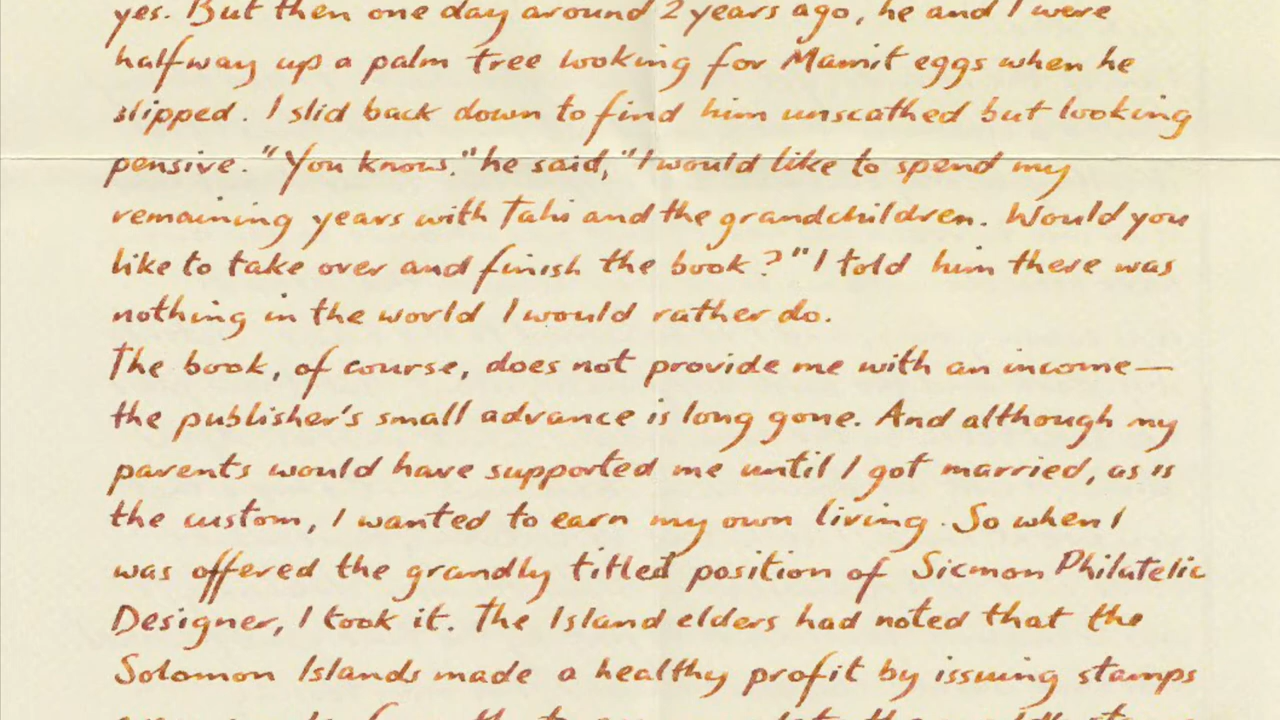 yes. But then one day around 2 years ago, he and I were
halfway up a palm tree looking for Mamit eggs when he
slipped. I slid back down to find him unscathed but looking
pensive. "You know," he said, "I would like to spend my
remaining years with Tahi and the grandchildren. Would you
like to take over and finish the book?" I told him there was
nothing in the world I would rather do.
The book, of course, does not provide me with an income—
the publisher's small advance is long gone. And although my
parents would have supported me until I got married, as is
the custom, I wanted to earn my own living. So when I
was offered the grandly titled position of Sicmon Philatelic
Designer, I took it. The Island elders had noted that the
Solomon Islands made a healthy profit by issuing stamps